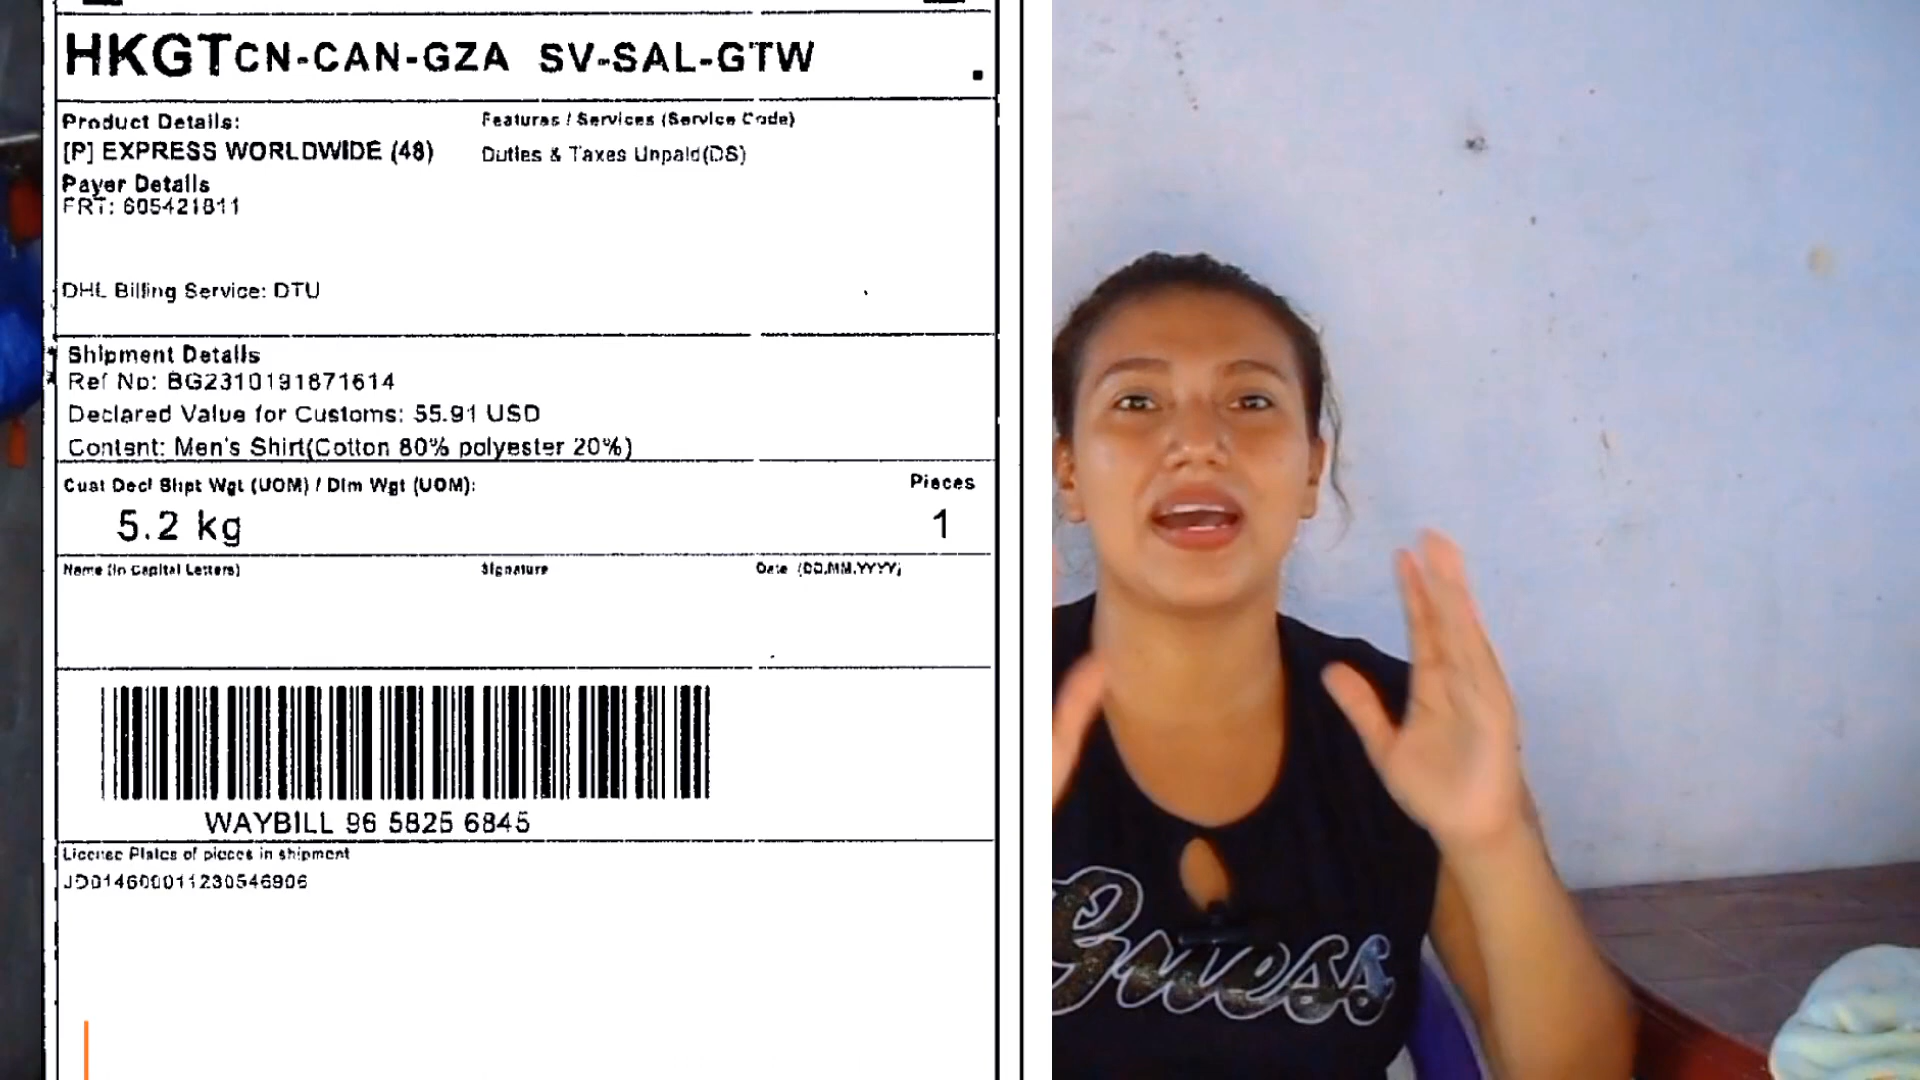 HKGT CN-CAN-GZA SV-SAL-GTW
Product Details:
Features / Services (Service Code)
[P] EXPRESS WORLDWIDE (48)
Duties & Taxes Unpaid(DS)
Payer Details
FRT: 605421811
DHL Billing Service: DTU
Shipment Details
Ref No: BG2310191871614
Declared Value for Customs: 55.91 USD
Content: Men's Shirt(Cotton 80% polyester 20%)
Cust Decl Shpt Wgt (UOM) / Dim Wgt (UOM):
Pieces
5.2 kg
1
Name (In Capital Letters)
Signature
Date (DD.MM.YYYY)
WAYBILL 96 5825 6845
License Plates of pieces in shipment
JD014600011230546906
Guess